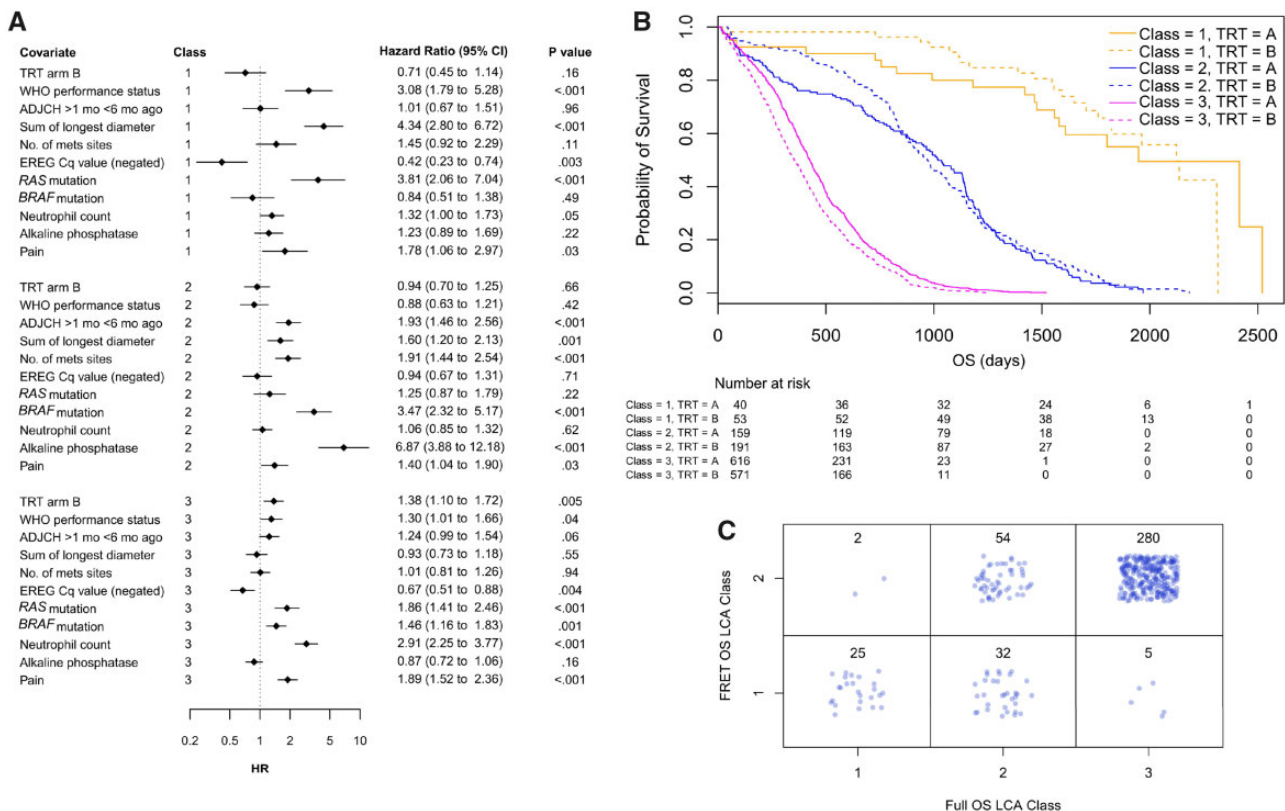 A
Covariate Class Hazard Ratio (95% CI) P value
TRT arm B 1 0.71 (0.45 to 1.14) .16
WHO performance status 1 3.08 (1.79 to 5.28) <.001
ADJCH >1 mo <6 mo ago 1 1.01 (0.67 to 1.51) .96
Sum of longest diameter 1 4.34 (2.80 to 6.72) <.001
No. of mets sites 1 1.45 (0.92 to 2.29) .11
EREG Cq value (negated) 1 0.42 (0.23 to 0.74) .003
RAS mutation 1 3.81 (2.06 to 7.04) <.001
BRAF mutation 1 0.84 (0.51 to 1.38) .49
Neutrophil count 1 1.32 (1.00 to 1.73) .05
Alkaline phosphatase 1 1.23 (0.89 to 1.69) .22
Pain 1 1.78 (1.06 to 2.97) .03
TRT arm B 2 0.94 (0.70 to 1.25) .66
WHO performance status 2 0.88 (0.63 to 1.21) .42
ADJCH >1 mo <6 mo ago 2 1.93 (1.46 to 2.56) <.001
Sum of longest diameter 2 1.60 (1.20 to 2.13) .001
No. of mets sites 2 1.91 (1.44 to 2.54) <.001
EREG Cq value (negated) 2 0.94 (0.67 to 1.31) .71
RAS mutation 2 1.25 (0.87 to 1.79) .22
BRAF mutation 2 3.47 (2.32 to 5.17) <.001
Neutrophil count 2 1.06 (0.85 to 1.32) .62
Alkaline phosphatase 2 6.87 (3.88 to 12.18) <.001
Pain 2 1.40 (1.04 to 1.90) .03
TRT arm B 3 1.38 (1.10 to 1.72) .005
WHO performance status 3 1.30 (1.01 to 1.66) .04
ADJCH >1 mo <6 mo ago 3 1.24 (0.99 to 1.54) .06
Sum of longest diameter 3 0.93 (0.73 to 1.18) .55
No. of mets sites 3 1.01 (0.81 to 1.26) .94
EREG Cq value (negated) 3 0.67 (0.51 to 0.88) .004
RAS mutation 3 1.86 (1.41 to 2.46) <.001
BRAF mutation 3 1.46 (1.16 to 1.83) .001
Neutrophil count 3 2.91 (2.25 to 3.77) <.001
Alkaline phosphatase 3 0.87 (0.72 to 1.06) .16
Pain 3 1.89 (1.52 to 2.36) <.001
0.2 0.5 1 2 5 10
HR
B
Probability of Survival
1.0
0.8
0.6
0.4
0.2
0.0
Class = 1, TRT = A
Class = 1, TRT = B
Class = 2, TRT = A
Class = 2. TRT = B
Class = 3, TRT = A
Class = 3, TRT = B
0 500 1000 1500 2000 2500
OS (days)
Number at risk
Class = 1, TRT = A 40 36 32 24 6 1
Class = 1, TRT = B 53 52 49 38 13 0
Class = 2, TRT = A 159 119 79 18 0 0
Class = 2, TRT = B 191 163 87 27 2 0
Class = 3, TRT = A 616 231 23 1 0 0
Class = 3, TRT = B 571 166 11 0 0 0
C
FRET OS LCA Class
2
1
2 54 280
25 32 5
1 2 3
Full OS LCA Class